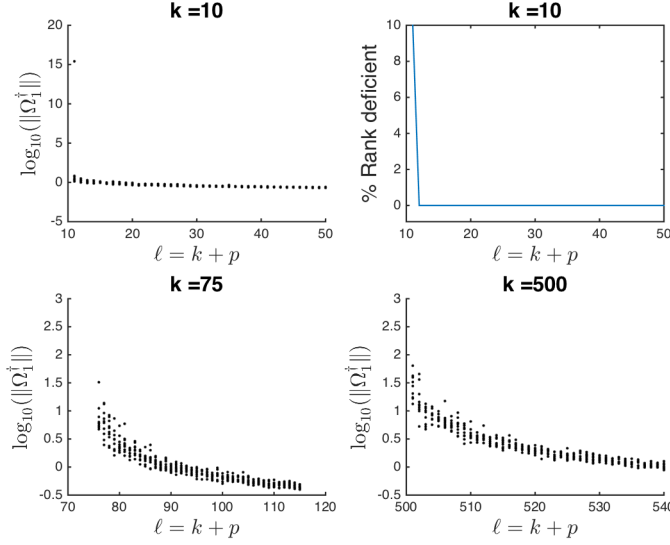 k =10
20
15
10
5
0
-5
log₁₀(‖Ω₁†‖)
10 20 30 40 50
ℓ = k + p
k =10
10
8
6
4
2
0
% Rank deficient
10 20 30 40 50
ℓ = k + p
k =75
3
2.5
2
1.5
1
0.5
0
-0.5
log₁₀(‖Ω₁†‖)
70 80 90 100 110 120
ℓ = k + p
k =500
3
2.5
2
1.5
1
0.5
0
-0.5
log₁₀(‖Ω₁†‖)
500 510 520 530 540
ℓ = k + p